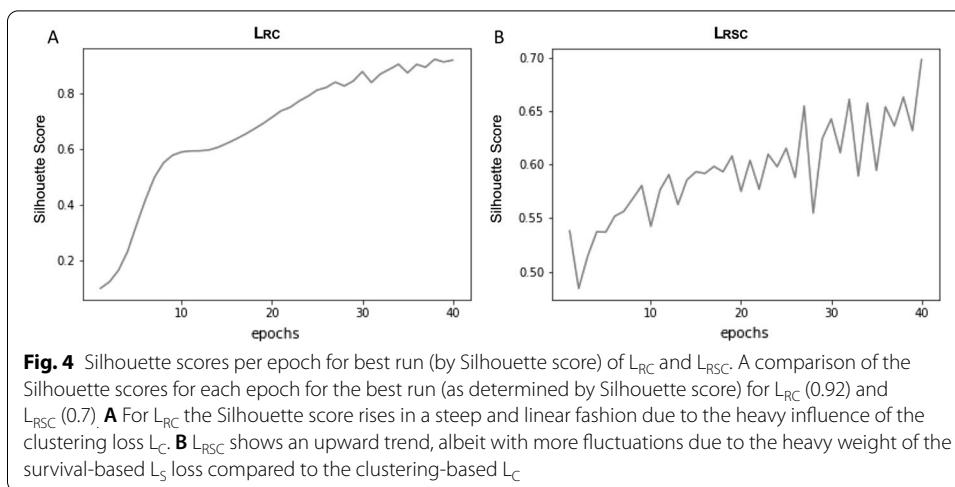 A
LRC
B
LRSC
Silhouette Score
0.8
0.6
0.4
0.2
10
20
30
40
epochs
Silhouette Score
0.70
0.65
0.60
0.55
0.50
10
20
30
40
epochs
Fig. 4 Silhouette scores per epoch for best run (by Silhouette score) of LRC and LRSC. A comparison of the
Silhouette scores for each epoch for the best run (as determined by Silhouette score) for LRC (0.92) and
LRSC (0.7). A For LRC the Silhouette score rises in a steep and linear fashion due to the heavy influence of the
clustering loss LC. B LRSC shows an upward trend, albeit with more fluctuations due to the heavy weight of the
survival-based LS loss compared to the clustering-based LC